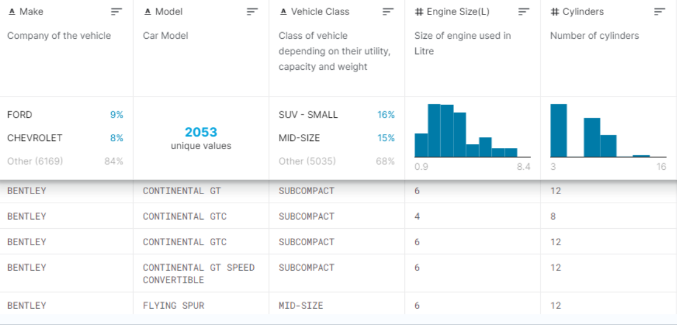 Make
Model
Vehicle Class
# Engine Size(L)
# Cylinders
Company of the vehicle
Car Model
Class of vehicle
depending on their utility,
capacity and weight
Size of engine used in
Litre
Number of cylinders
FORD 9%
CHEVROLET 8%
Other (6169) 84%
2053
unique values
SUV - SMALL 16%
MID-SIZE 15%
Other (5035) 68%
0.9 8.4
3 16
BENTLEY CONTINENTAL GT SUBCOMPACT 6 12
BENTLEY CONTINENTAL GTC SUBCOMPACT 4 8
BENTLEY CONTINENTAL GTC SUBCOMPACT 6 12
BENTLEY CONTINENTAL GT SPEED SUBCOMPACT 6 12
CONVERTIBLE
BENTLEY FLYING SPUR MID-SIZE 6 12